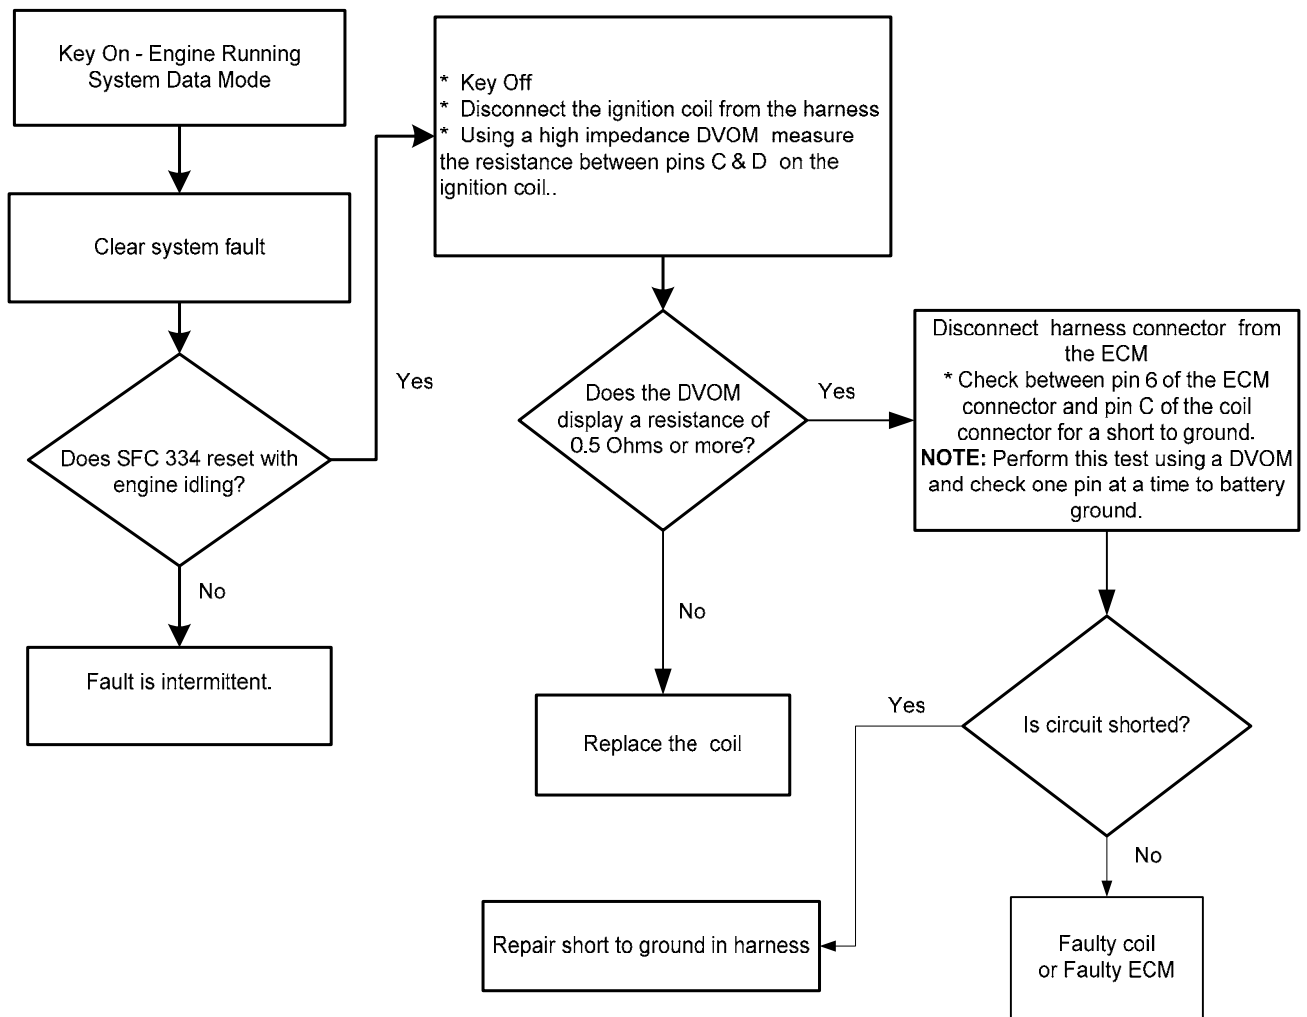 Key On - Engine Running
System Data Mode
Clear system fault
Does SFC 334 reset with
engine idling?
Yes
No
Fault is intermittent.
* Key Off
* Disconnect the ignition coil from the harness
* Using a high impedance DVOM measure
the resistance between pins C & D on the
ignition coil..
Does the DVOM
display a resistance of
0.5 Ohms or more?
Yes
No
Replace the coil
Disconnect harness connector from
the ECM
* Check between pin 6 of the ECM
connector and pin C of the coil
connector for a short to ground.
NOTE: Perform this test using a DVOM
and check one pin at a time to battery
ground.
Is circuit shorted?
Yes
No
Repair short to ground in harness
Faulty coil
or Faulty ECM